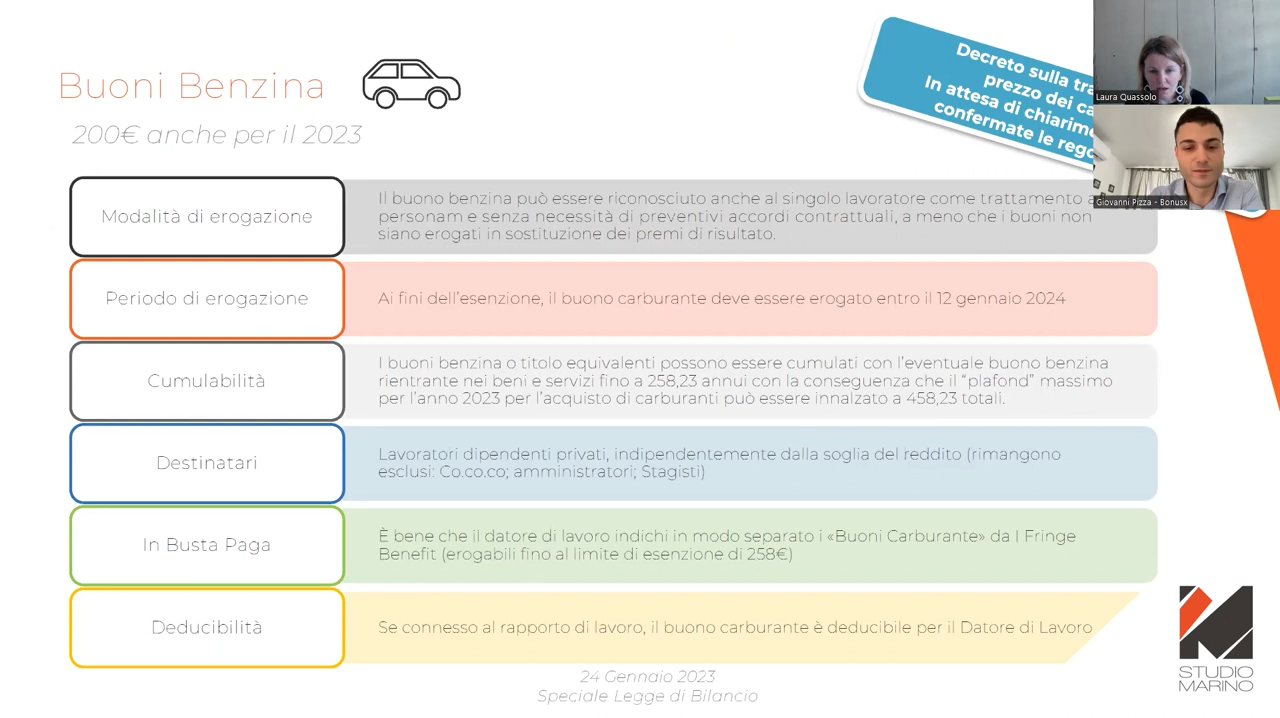 Buoni Benzina
200€ anche per il 2023
Decreto sulla
prezzo dei
In attesa di
confermate le
Laura Quassolo
Giovanni Pizza - Bonusx
Modalità di erogazione
Il buono benzina può essere riconosciuto anche al singolo lavoratore come trattamento
personam e senza necessità di preventivi accordi contrattuali, a meno che i buoni non
siano erogati in sostituzione dei premi di risultato.
Periodo di erogazione
Ai fini dell'esenzione, il buono carburante deve essere erogato entro il 12 gennaio 2024
Cumulabilità
I buoni benzina o titolo equivalenti possono essere cumulati con l'eventuale buono benzina
rientrante nei beni e servizi fino a 258,23 annui con la conseguenza che il "plafond" massimo
per l'anno 2023 per l'acquisto di carburanti può essere innalzato a 458,23 totali.
Destinatari
Lavoratori dipendenti privati, indipendentemente dalla soglia del reddito (rimangono
esclusi: Co.co.co; amministratori; Stagisti)
In Busta Paga
È bene che il datore di lavoro indichi in modo separato i «Buoni Carburante» da I Fringe
Benefit (erogabili fino al limite di esenzione di 258€)
Deducibilità
Se connesso al rapporto di lavoro, il buono carburante è deducibile per il Datore di Lavoro
24 Gennaio 2023
Speciale Legge di Bilancio
STUDIO
MARINO